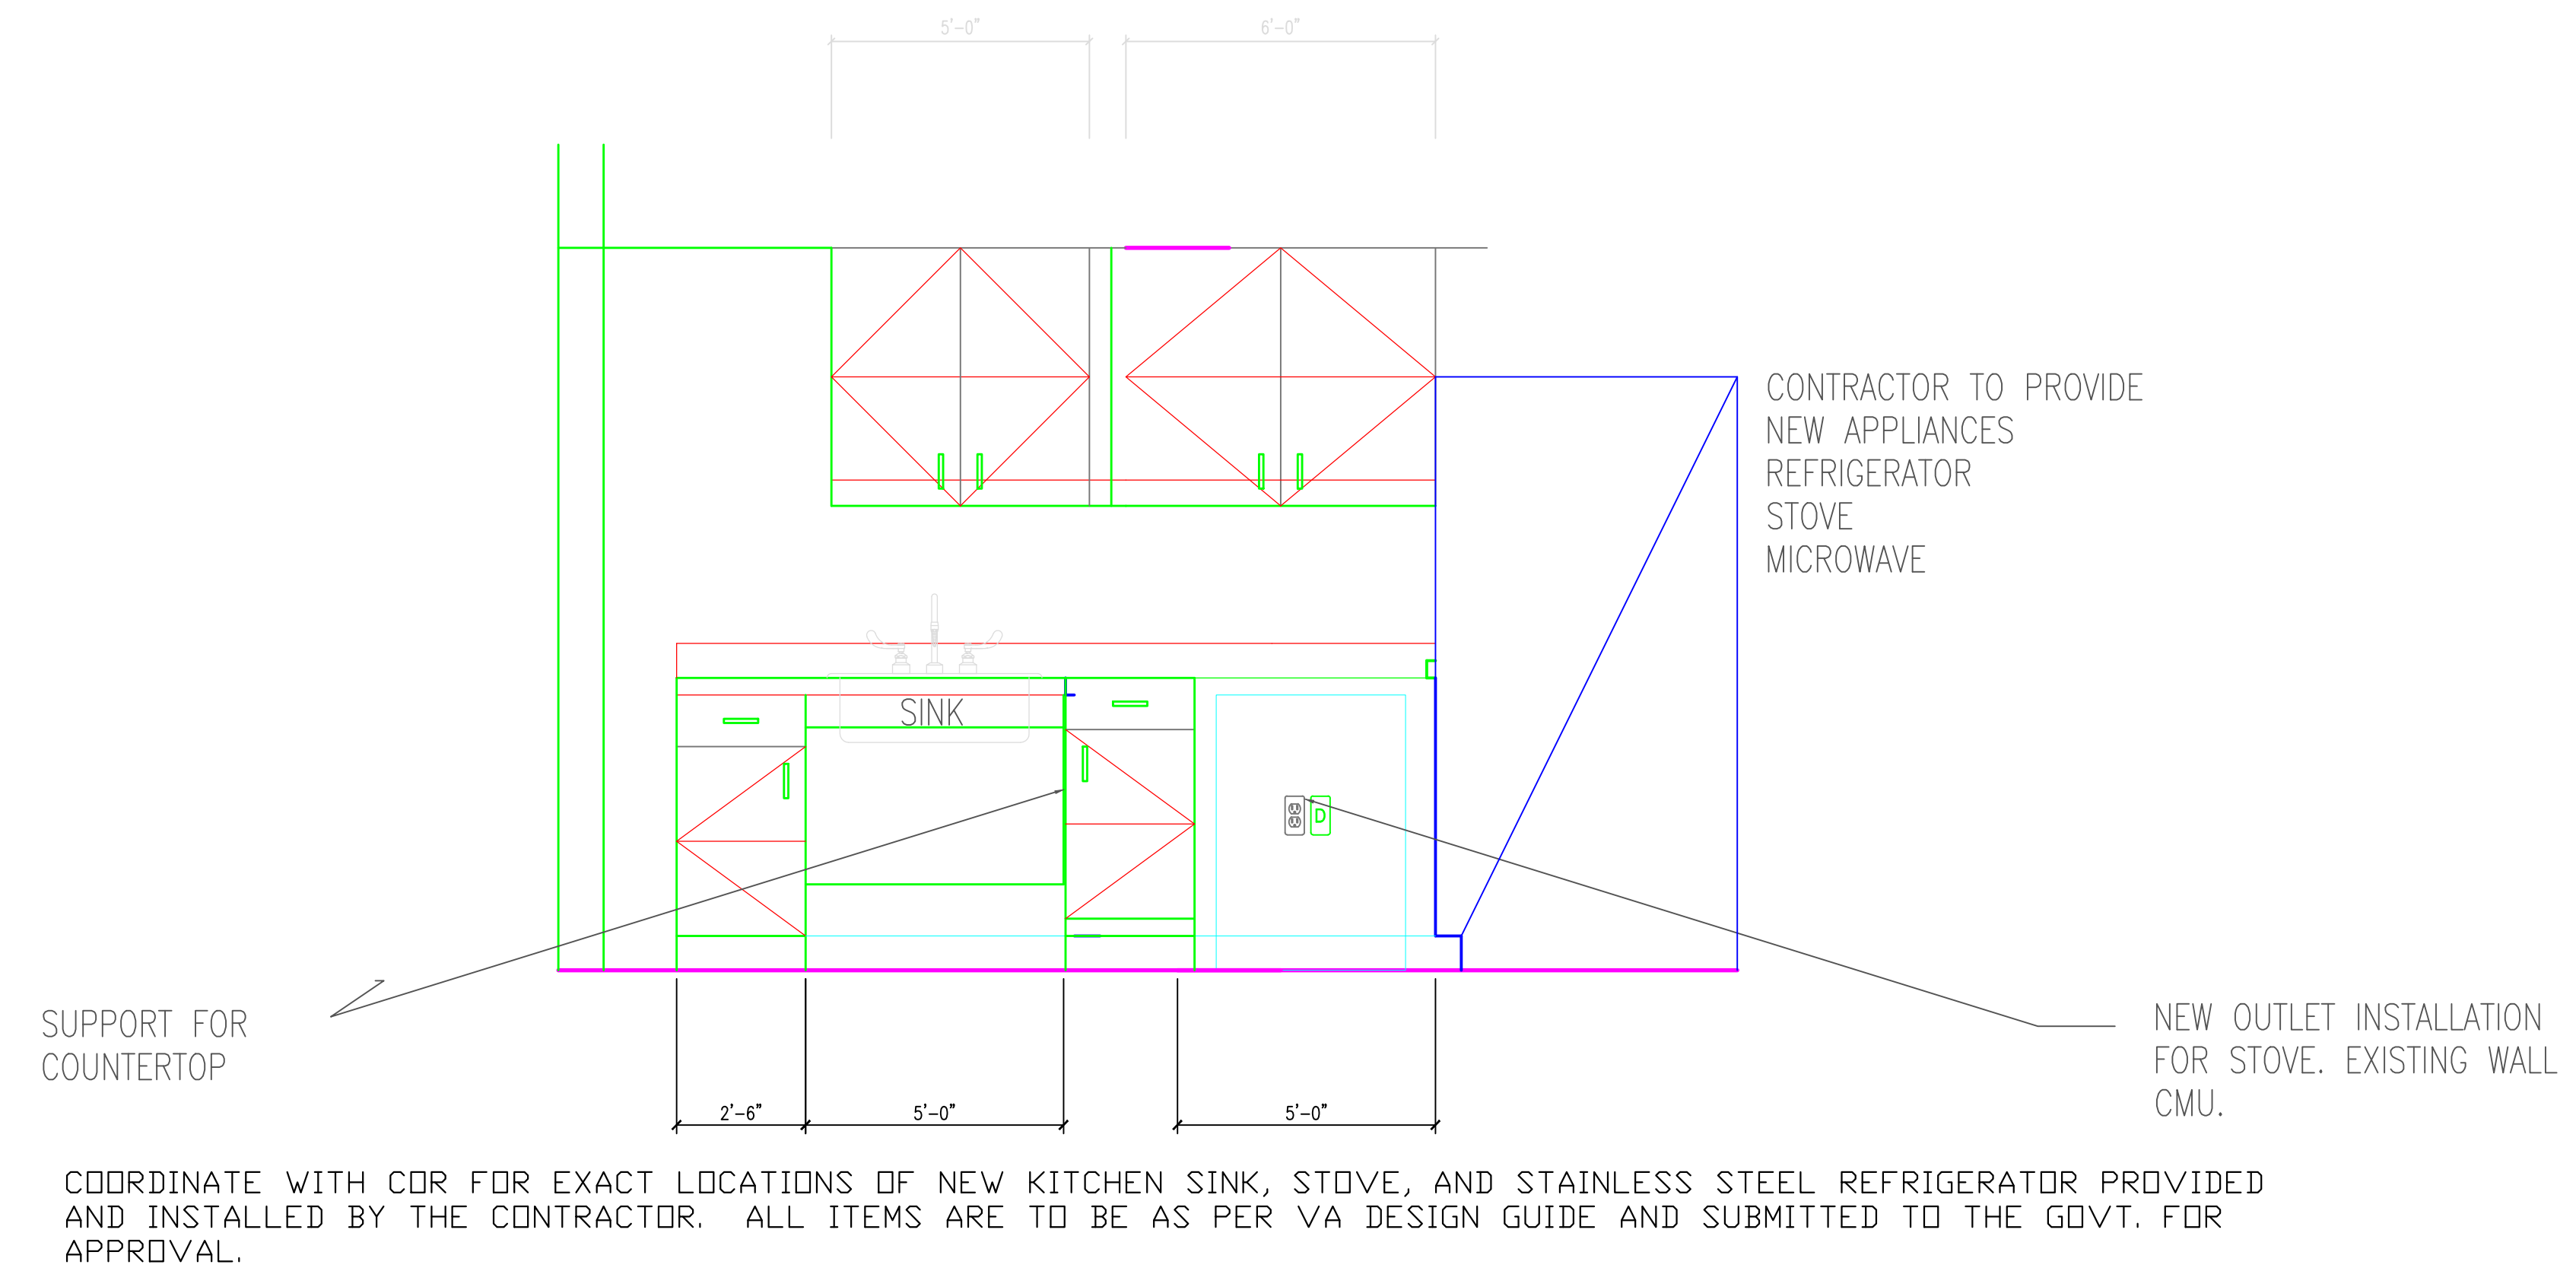 5'-0"
6'-0"
CONTRACTOR TO PROVIDE
NEW APPLIANCES
REFRIGERATOR
STOVE
MICROWAVE
SINK
D
SUPPORT FOR
COUNTERTOP
NEW OUTLET INSTALLATION
FOR STOVE. EXISTING WALL
CMU.
2'-6"
5'-0"
5'-0"
COORDINATE WITH COR FOR EXACT LOCATIONS OF NEW KITCHEN SINK, STOVE, AND STAINLESS STEEL REFRIGERATOR PROVIDED
AND INSTALLED BY THE CONTRACTOR. ALL ITEMS ARE TO BE AS PER VA DESIGN GUIDE AND SUBMITTED TO THE GOVT. FOR
APPROVAL.